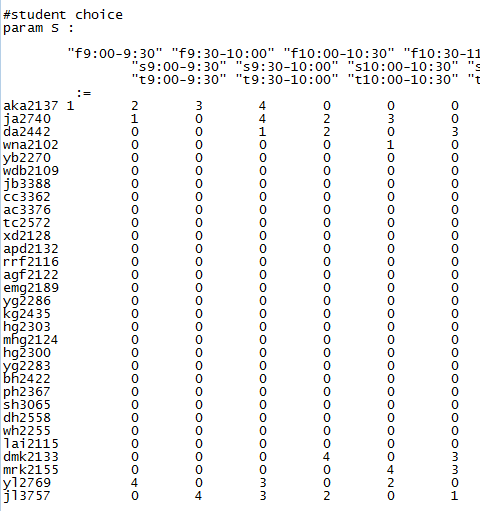 #student choice
param S :
"f9:00-9:30" "f9:30-10:00" "f10:00-10:30" "f10:30-11
"s9:00-9:30" "s9:30-10:00" "s10:00-10:30" "s
"t9:00-9:30" "t9:30-10:00" "t10:00-10:30" "t
:=
aka2137 1 2 3 4 0 0 0
ja2740 1 0 4 2 3 0
da2442 0 0 1 2 0 3
wna2102 0 0 0 0 1 0
yb2270 0 0 0 0 0 0
wdb2109 0 0 0 0 0 0
jb3388 0 0 0 0 0 0
cc3362 0 0 0 0 0 0
ac3376 0 0 0 0 0 0
tc2572 0 0 0 0 0 0
xd2128 0 0 0 0 0 0
apd2132 0 0 0 0 0 0
rrf2116 0 0 0 0 0 0
agf2122 0 0 0 0 0 0
emg2189 0 0 0 0 0 0
yg2286 0 0 0 0 0 0
kg2435 0 0 0 0 0 0
hg2303 0 0 0 0 0 0
mhg2124 0 0 0 0 0 0
hg2300 0 0 0 0 0 0
yg2283 0 0 0 0 0 0
bh2422 0 0 0 0 0 0
ph2367 0 0 0 0 0 0
sh3065 0 0 0 0 0 0
dh2558 0 0 0 0 0 0
wh2255 0 0 0 0 0 0
lai2115 0 0 0 0 0 0
dmk2133 0 0 0 4 0 3
mrk2155 0 0 0 0 4 3
yl2769 4 0 3 0 2 0
jl3757 0 4 3 2 0 1